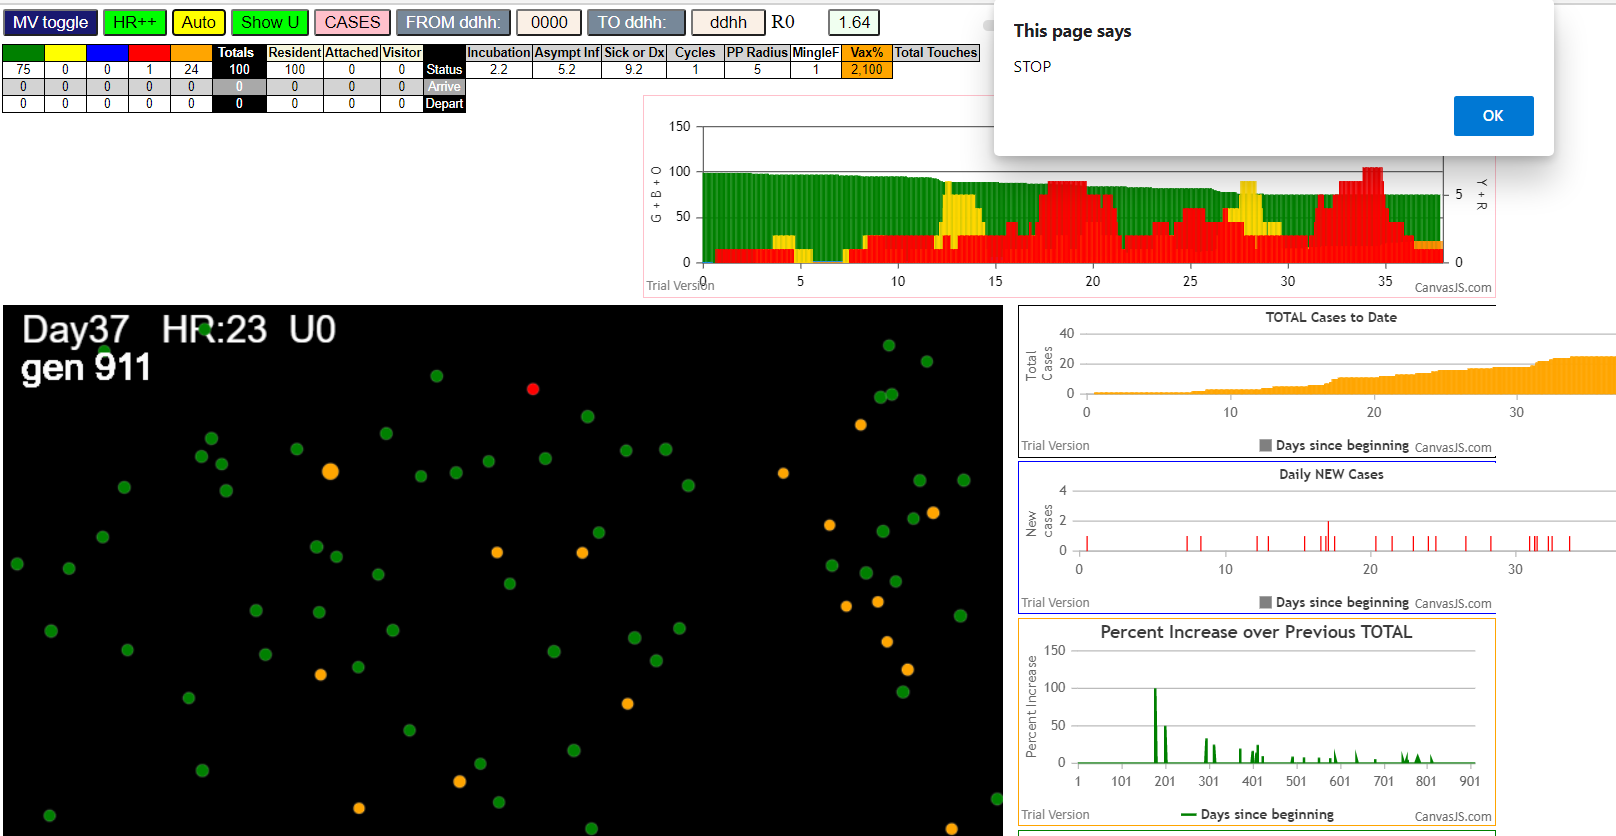 MV toggle HR++ Auto Show U CASES FROM ddhh: 0000 TO ddhh: ddhh R0 1.64
This page says
STOP
OK
Totals Resident Attached Visitor Incubation Asympt Inf Sick or Dx Cycles PP Radius MingleF Vax% Total Touches
75 0 0 1 24 100 100 0 0 Status 2.2 5.2 9.2 1 5 1 2,100
0 0 0 0 0 0 0 0 0 Arrive
0 0 0 0 0 0 0 0 0 Depart
150
100
50
0
G + B + O
5
0
Y + R
0 5 10 15 20 25 30 35
Trial Version
CanvasJS.com
Day37 HR:23 U0
gen 911
TOTAL Cases to Date
40
20
0
Total
Cases
0 10 20 30
Days since beginning
Trial Version
CanvasJS.com
Daily NEW Cases
4
2
0
New
cases
0 10 20 30
Days since beginning
Trial Version
CanvasJS.com
Percent Increase over Previous TOTAL
150
100
50
0
Percent Increase
1 101 201 301 401 501 601 701 801 901
Days since beginning
Trial Version
CanvasJS.com